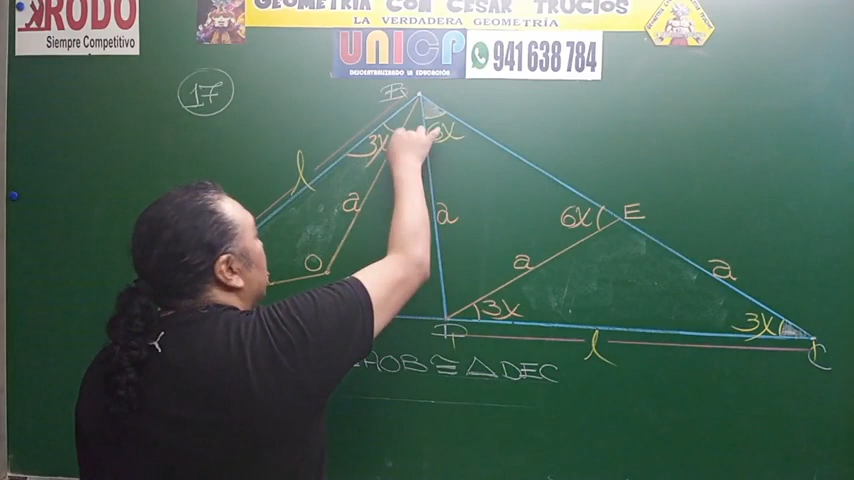 RODO
Siempre Competitivo
GEOMETRIA CON CESAR TRUCIOS
LA VERDADERA GEOMETRÍA
UNICP
DESCENTRALIZANDO LA EDUCACIÓN
941 638 784
17
B
3x
6x
l
a
a
O
6x
E
a
a
3x
3x
D
l
C
AOB ≅ △DEC